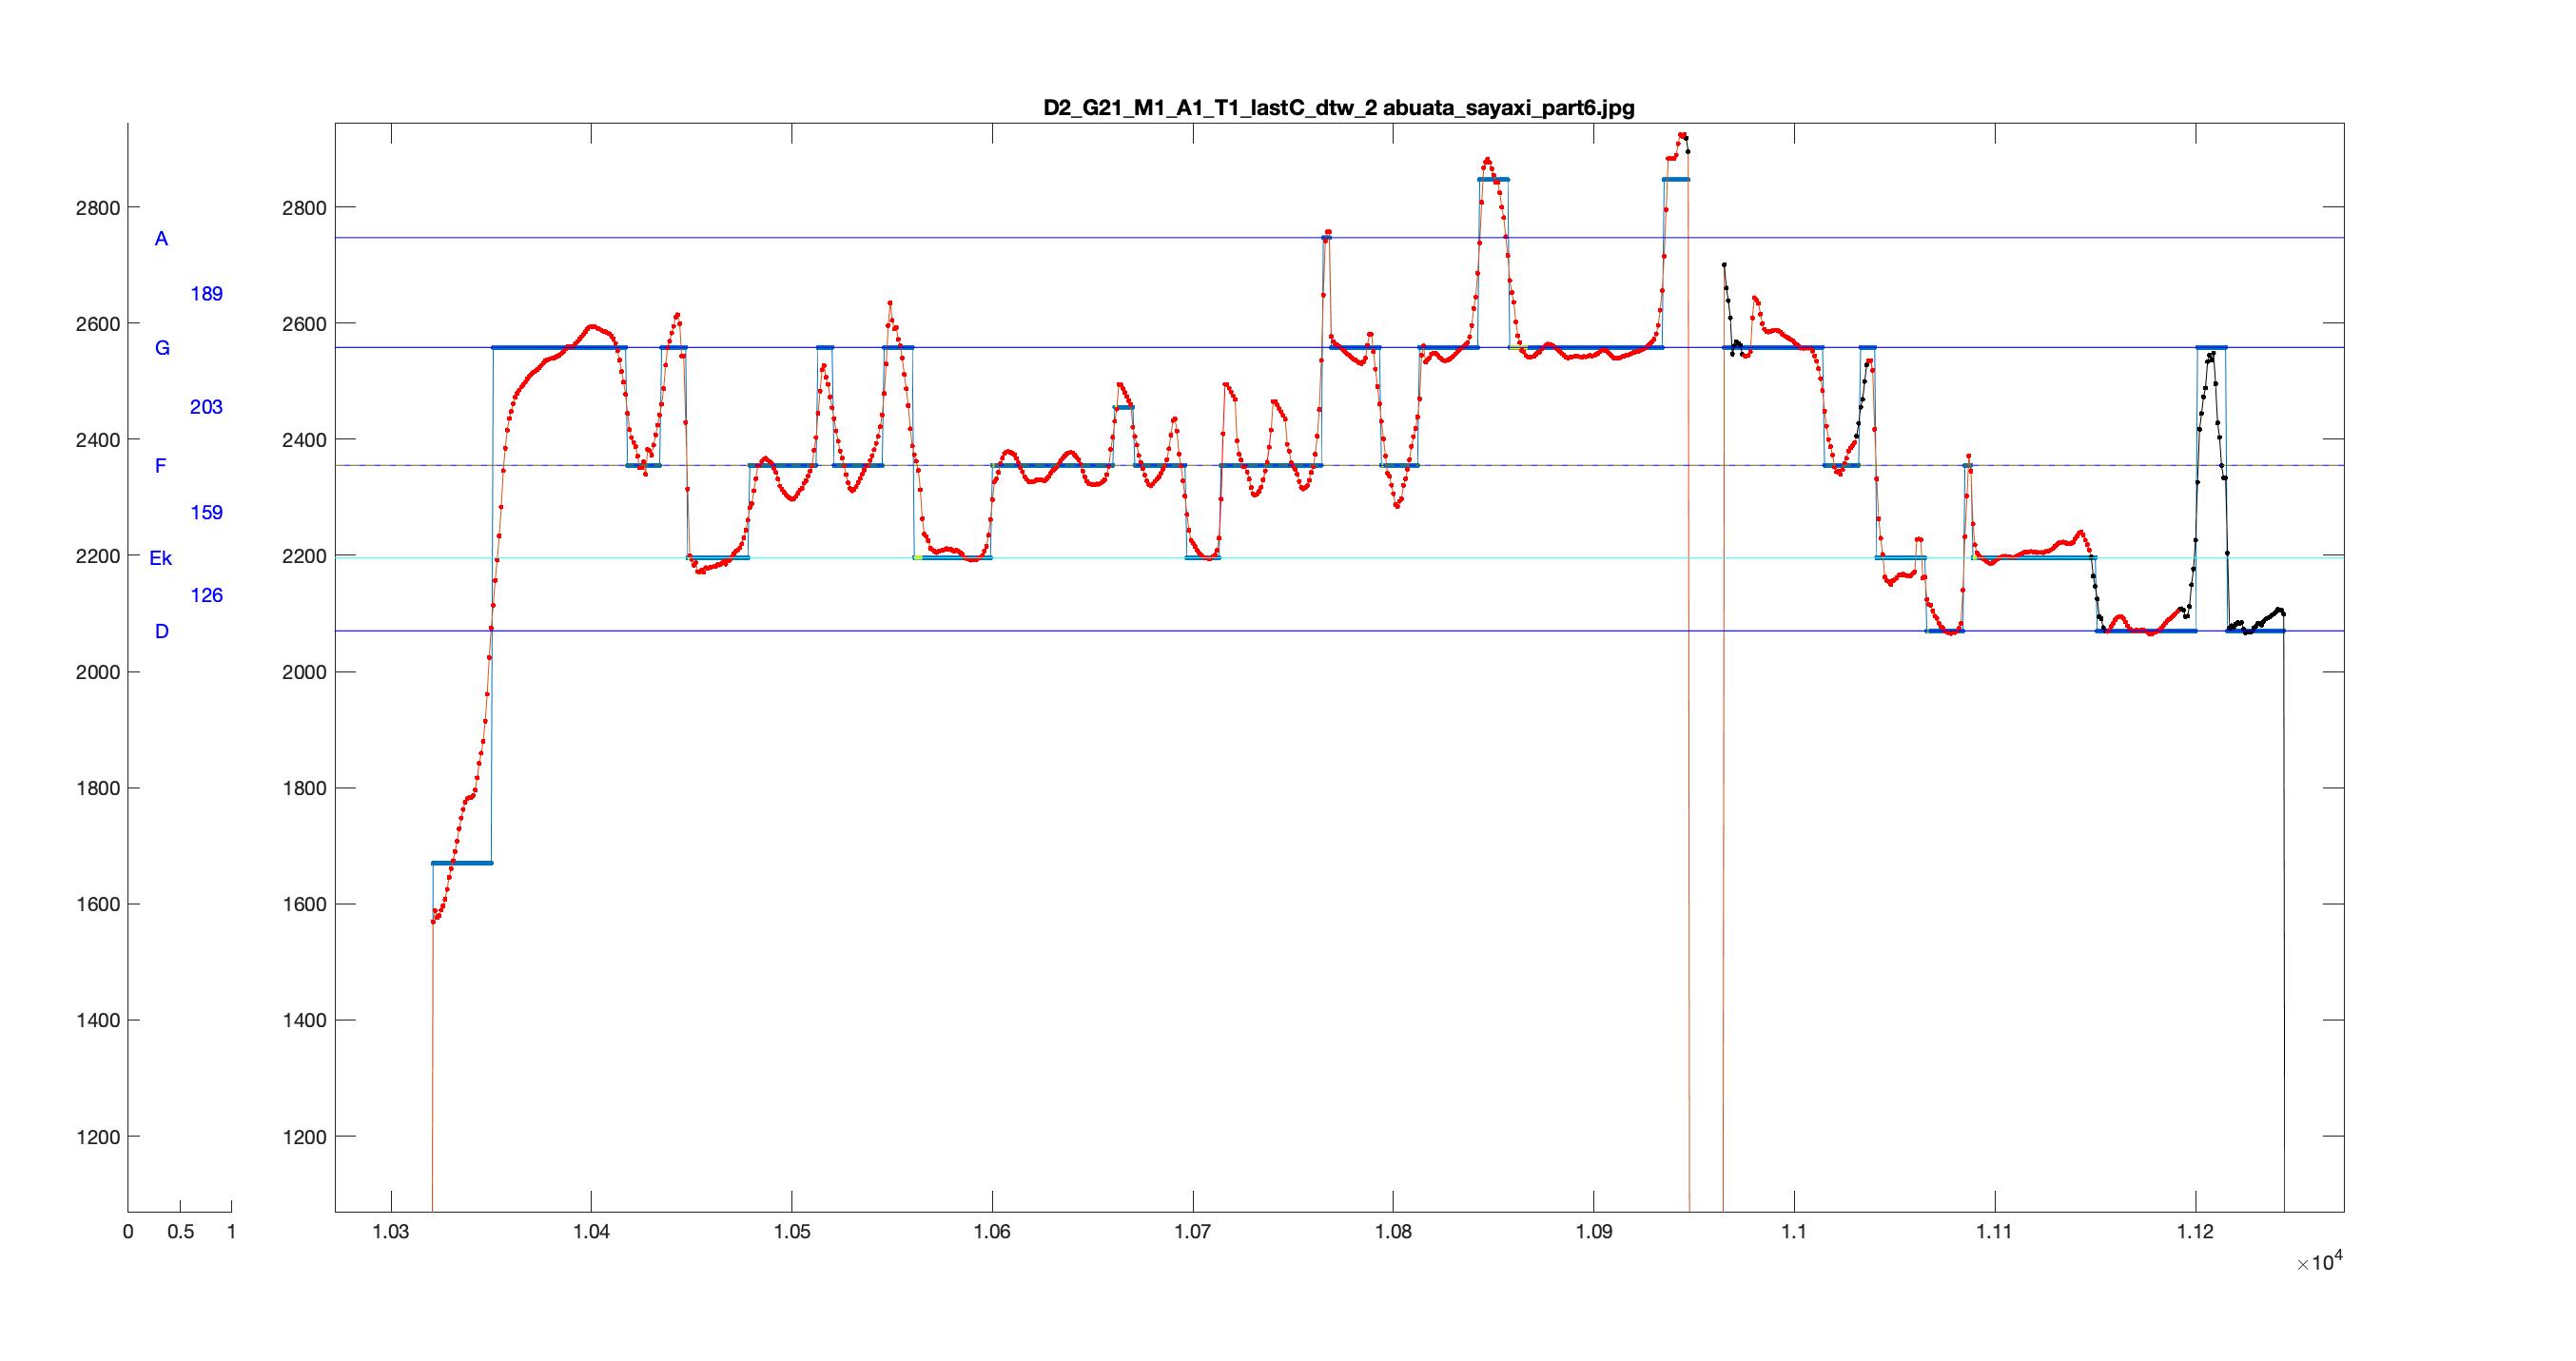 D2_G21_M1_A1_T1_lastC_dtw_2 abuata_sayaxi_part6.jpg
2800 2800
A
189
2600 2600
G
203
2400 2400
F
159
2200 Ek 2200
126
D
2000 2000
1800 1800
1600 1600
1400 1400
1200 1200
0 0.5 1 1.03 1.04 1.05 1.06 1.07 1.08 1.09 1.1 1.11 1.12
×10^4